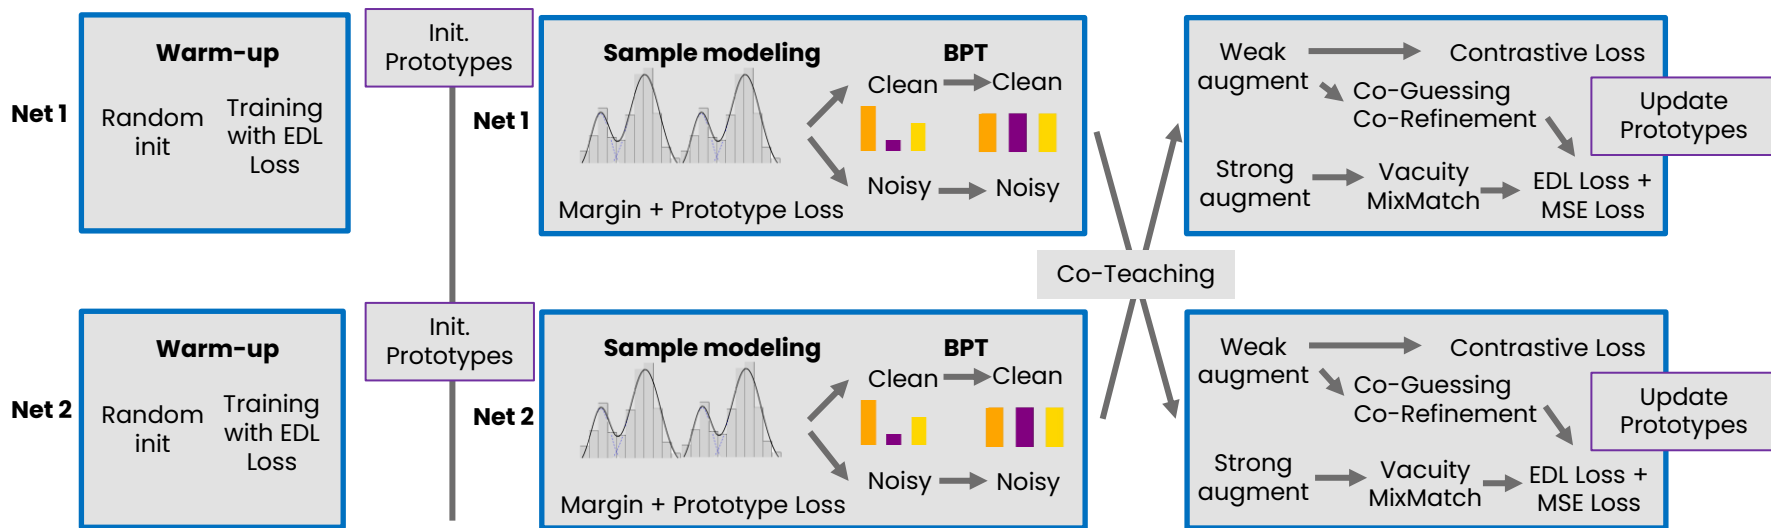 Net 1
Warm-up
Random
init
Training
with EDL
Loss
Init.
Prototypes
Net 1
Sample modeling
Margin + Prototype Loss
BPT
Clean
Clean
Noisy
Noisy
Weak
augment
Contrastive Loss
Co-Guessing
Co-Refinement
Strong
augment
Vacuity
MixMatch
EDL Loss +
MSE Loss
Update
Prototypes
Co-Teaching
Net 2
Warm-up
Random
init
Training
with EDL
Loss
Init.
Prototypes
Net 2
Sample modeling
Margin + Prototype Loss
BPT
Clean
Clean
Noisy
Noisy
Weak
augment
Contrastive Loss
Co-Guessing
Co-Refinement
Strong
augment
Vacuity
MixMatch
EDL Loss +
MSE Loss
Update
Prototypes